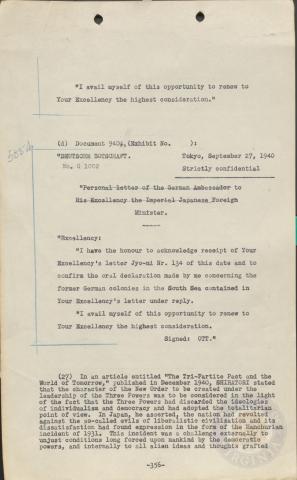 "I avail myself of this opportunity to renew to
Your Excellency the highest consideration."
(d) Document 940i, (Exhibit No. ):
"DEUTSCHE BOTSCHAFT. Tokyo, September 27, 1940
No. G 1002 Strictly confidential
"Personal Letter of the German Ambassador to
His Excellency the Imperial Japanese Foreign
Minister.
-----
"Excellency:
"I have the honour to acknowledge receipt of Your
Excellency's letter Jyo-ni Nr. 134 of this date and to
confirm the oral declaration made by me concerning the
former German colonies in the South Sea contained in
Your Excellency's letter under reply.
"I avail myself of this opportunity to renew to
Your Excellency the highest consideration.
Signed: OTT."
(27) In an article entitled "The Tri-Partite Pact and the
World of Tomorrow," published in December 1940, SHIRATORI stated
that the character of the New Order to be created under the
leadership of the Three Powers was to be considered in the light
of the fact that the Three Powers had discarded the ideologies
of individualism and democracy and had adopted the totalitarian
point of view. In Japan, he asserted, the nation had revolted
against the so-called evils of liberalistic civilization and its
dissatisfaction had found expression in the form of the Manchurian
incident of 1931. This incident was a challenge externally to
unjust conditions long forced upon mankind by the democratic
powers, and internally to all alien ideas and thoughts grafted
-356-